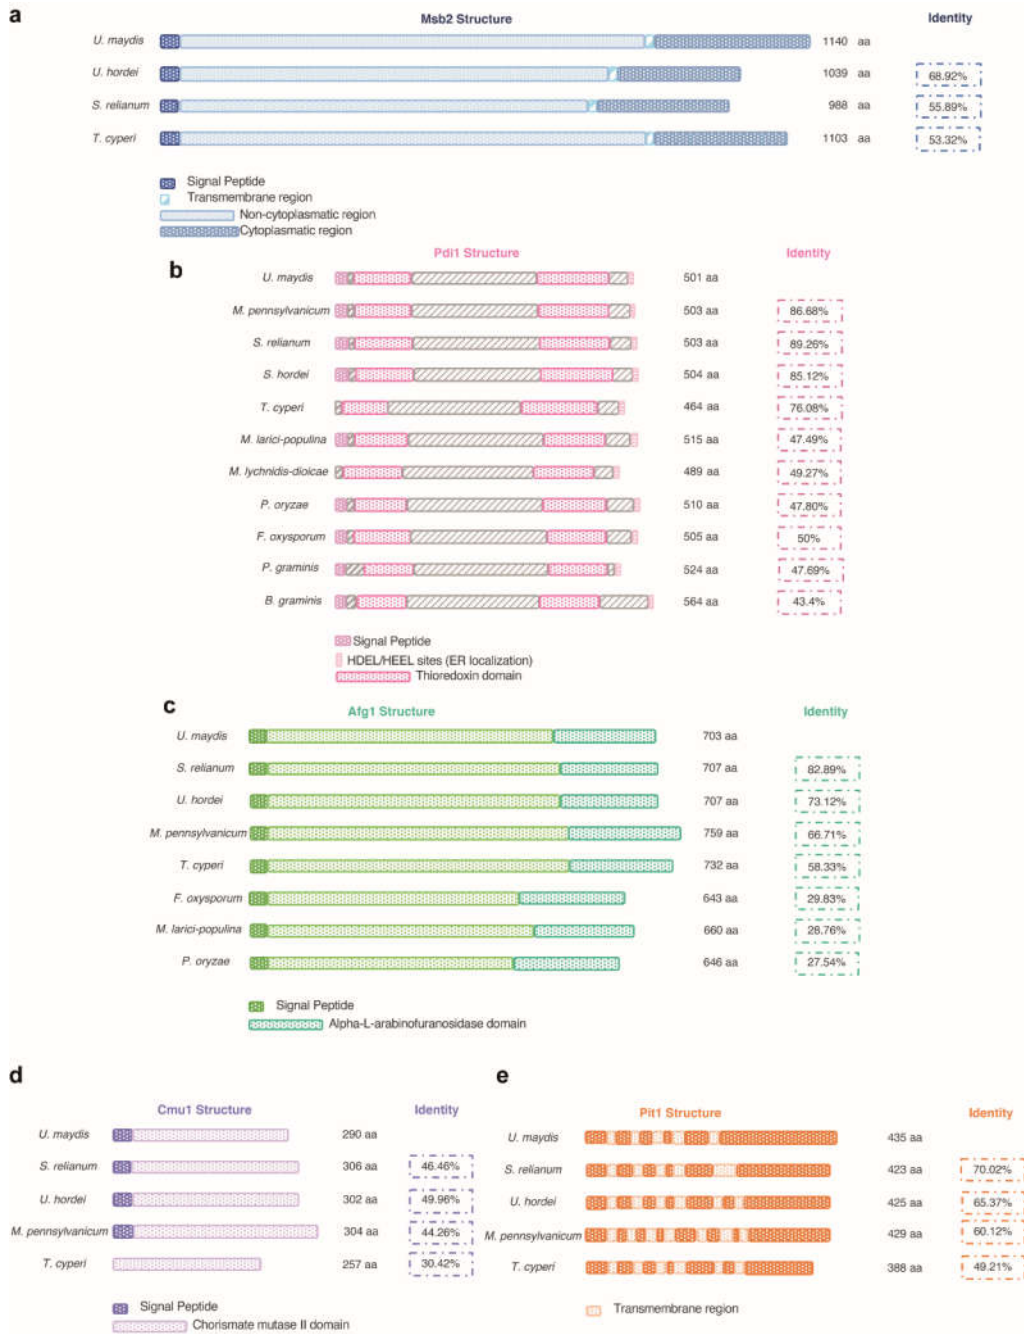 a
Msb2 Structure Identity
U. maydis 1140 aa
U. hordei 1039 aa 68.92%
S. relianum 988 aa 55.89%
T. cyperi 1103 aa 53.32%
Signal Peptide
Transmembrane region
Non-cytoplasmatic region
Cytoplasmatic region
b
Pdi1 Structure Identity
U. maydis 501 aa
M. pennsylvanicum 503 aa 86.68%
S. relianum 503 aa 89.26%
S. hordei 504 aa 85.12%
T. cyperi 464 aa 76.08%
M. larici-populina 515 aa 47.49%
M. lychnidis-dioicae 489 aa 49.27%
P. oryzae 510 aa 47.80%
F. oxysporum 505 aa 50%
P. graminis 524 aa 47.69%
B. graminis 564 aa 43.4%
Signal Peptide
HDEL/HEEL sites (ER localization)
Thioredoxin domain
c
Afg1 Structure Identity
U. maydis 703 aa
S. relianum 707 aa 82.89%
U. hordei 707 aa 73.12%
M. pennsylvanicum 759 aa 66.71%
T. cyperi 732 aa 58.33%
F. oxysporum 643 aa 29.83%
M. larici-populina 660 aa 28.76%
P. oryzae 646 aa 27.54%
Signal Peptide
Alpha-L-arabinofuranosidase domain
d
Cmu1 Structure Identity
U. maydis 290 aa
S. relianum 306 aa 46.46%
U. hordei 302 aa 49.96%
M. pennsylvanicum 304 aa 44.26%
T. cyperi 257 aa 30.42%
Signal Peptide
Chorismate mutase II domain
e
Pit1 Structure Identity
U. maydis 435 aa
S. relianum 423 aa 70.02%
U. hordei 425 aa 65.37%
M. pennsylvanicum 429 aa 60.12%
T. cyperi 388 aa 49.21%
Transmembrane region